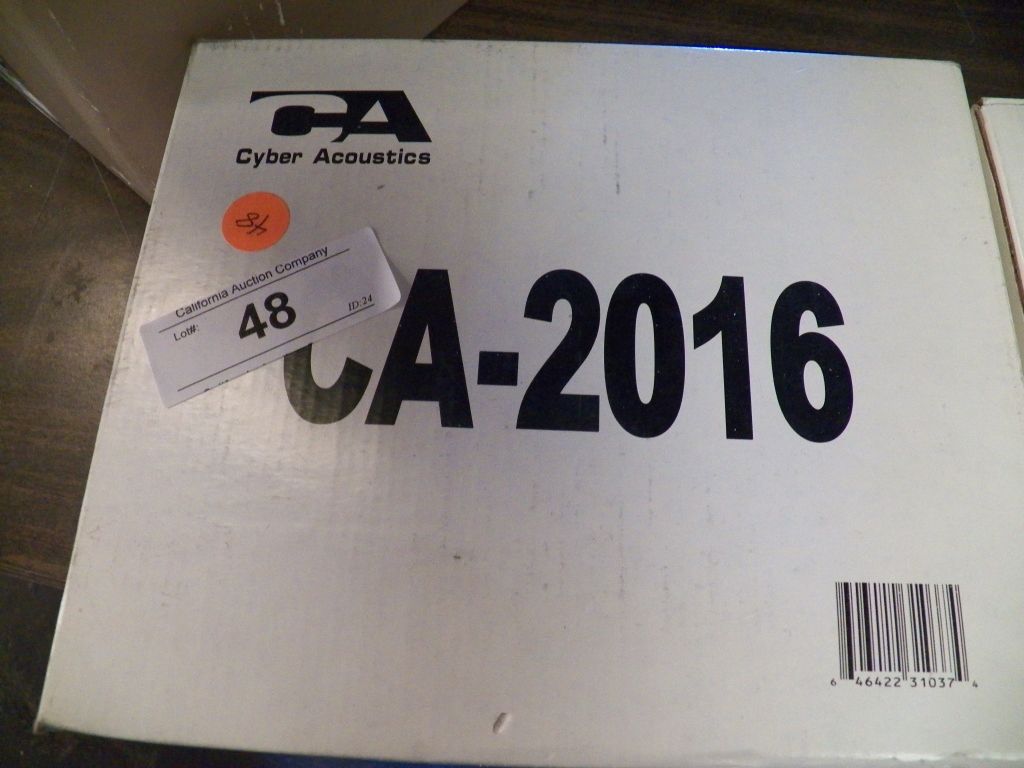 CA
Cyber Acoustics
California Auction Company
Lot#: 48 ID:24
CA-2016
6 46422 31037 4